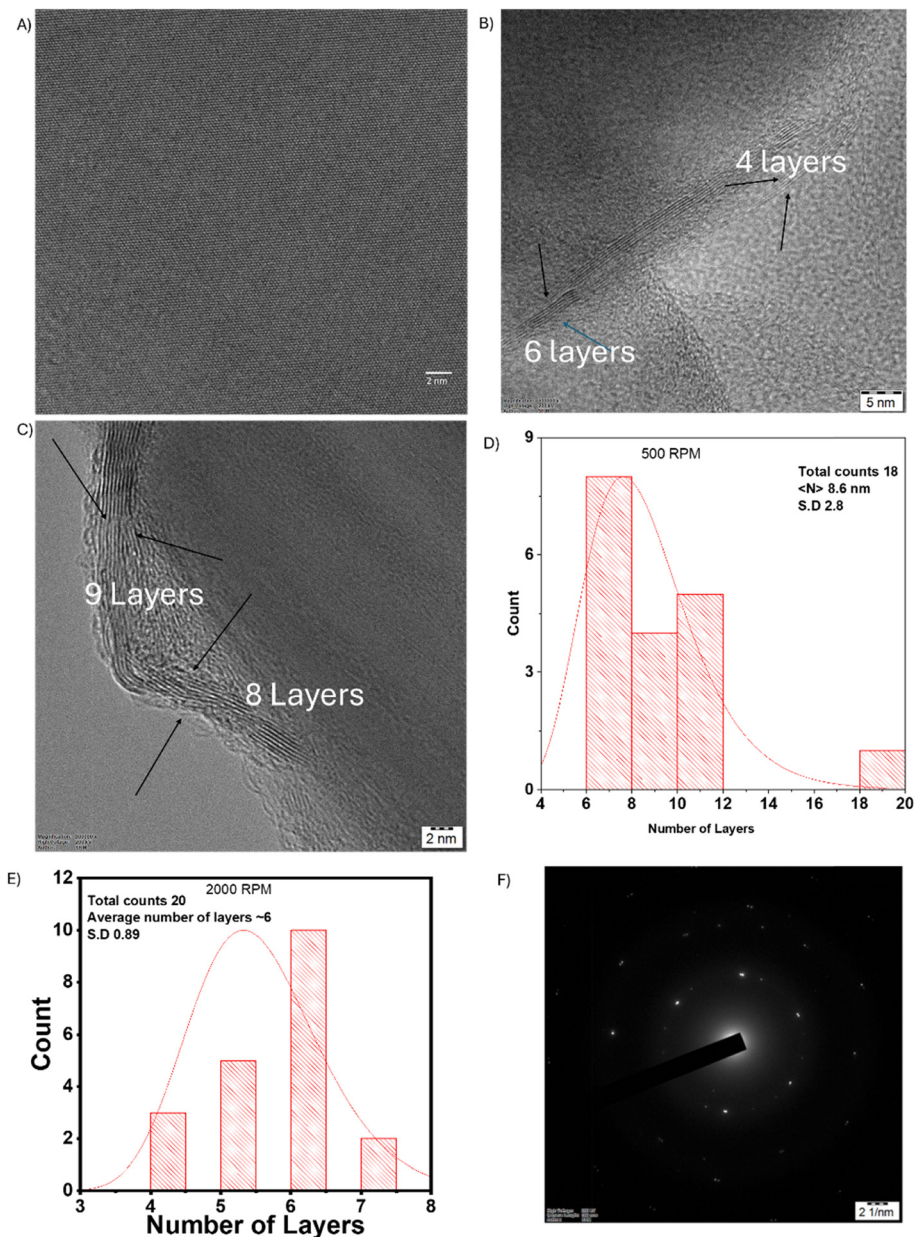 A)
2 nm
B)
4 layers
6 layers
5 nm
C)
9 Layers
8 Layers
2 nm
D)
500 RPM
Total counts 18
<N> 8.6 nm
S.D 2.8
Count
9
6
3
0
4 6 8 10 12 14 16 18 20
Number of Layers
E)
2000 RPM
Total counts 20
Average number of layers ~6
S.D 0.89
Count
12
10
8
6
4
2
0
3 4 5 6 7 8
Number of Layers
F)
2 1/nm